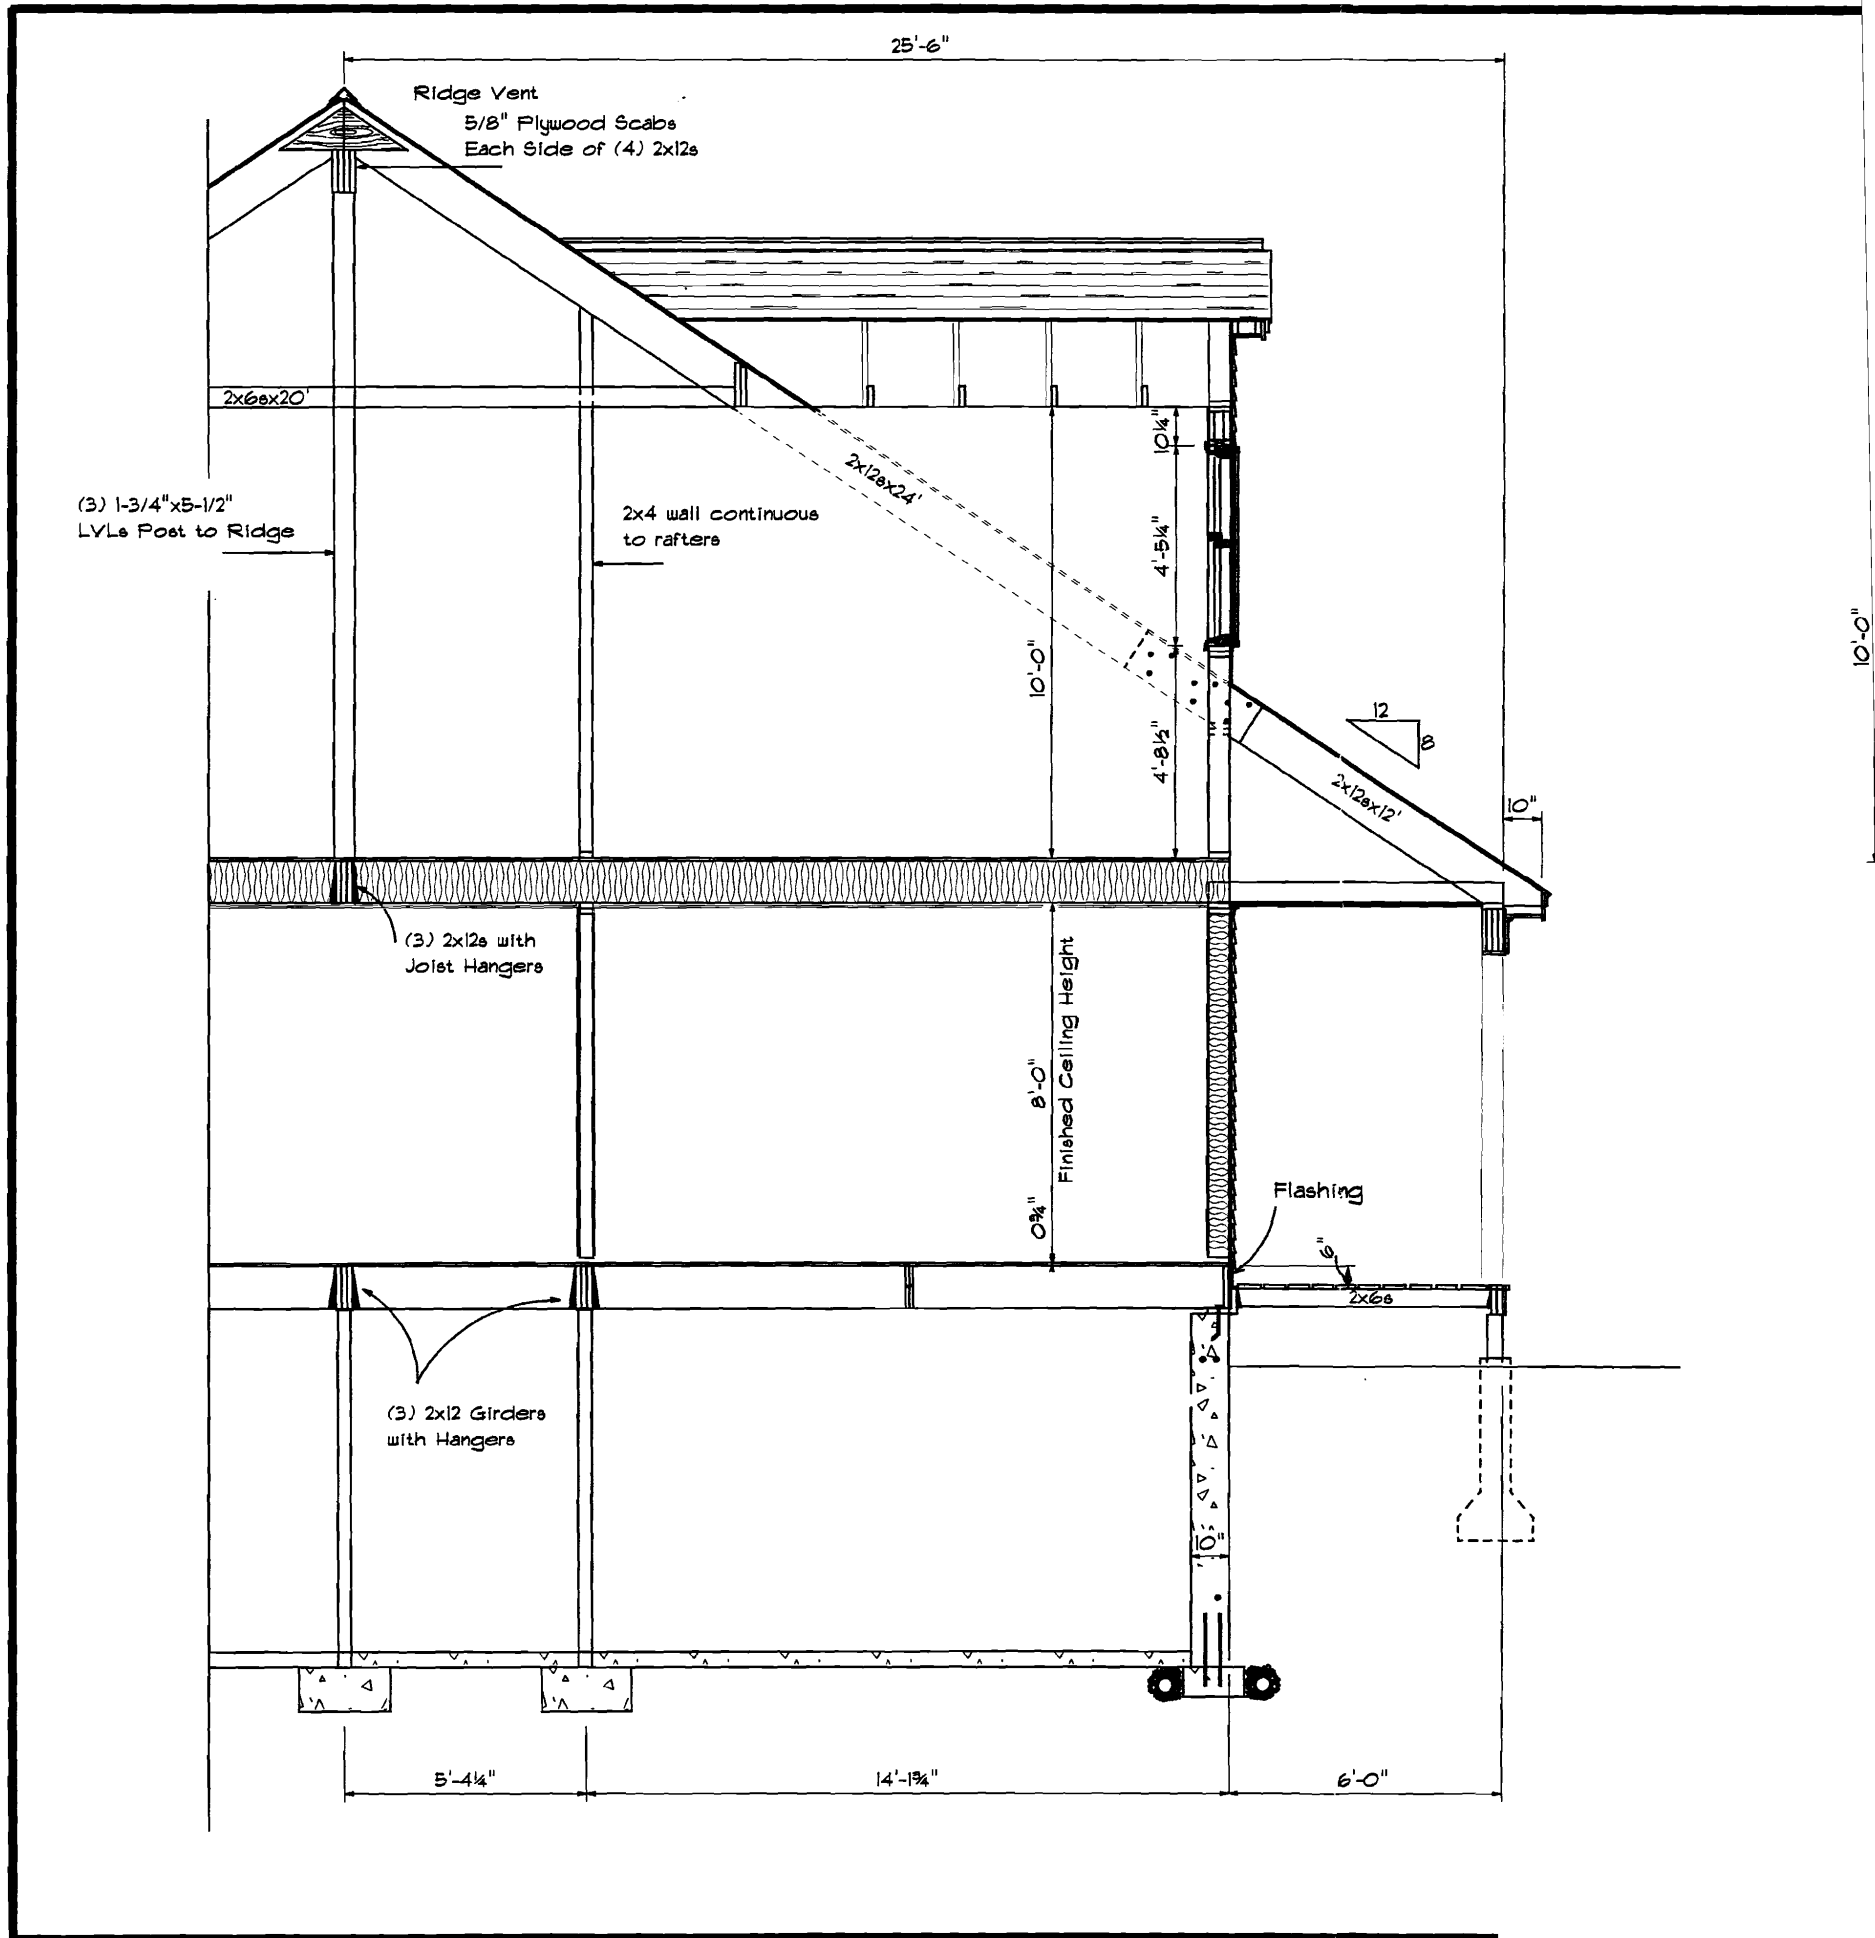 25'-6"
Ridge Vent
5/8" Plywood Scabs
Each Side of (4) 2x12s
2x6sx20'
10¼"
2x12sx24'
(3) 1-3/4"x5-1/2"
LVLs Post to Ridge
2x4 wall continuous
to rafters
4'-5¼"
10'-0"
10'-0"
4'-8½"
12
8
2x12sx12'
10"
(3) 2x12s with
Joist Hangers
8'-0"
Finished Ceiling Height
0¾"
Flashing
6"
2x6s
(3) 2x12 Girders
with Hangers
10"
5'-4¼"
14'-1¾"
6'-0"